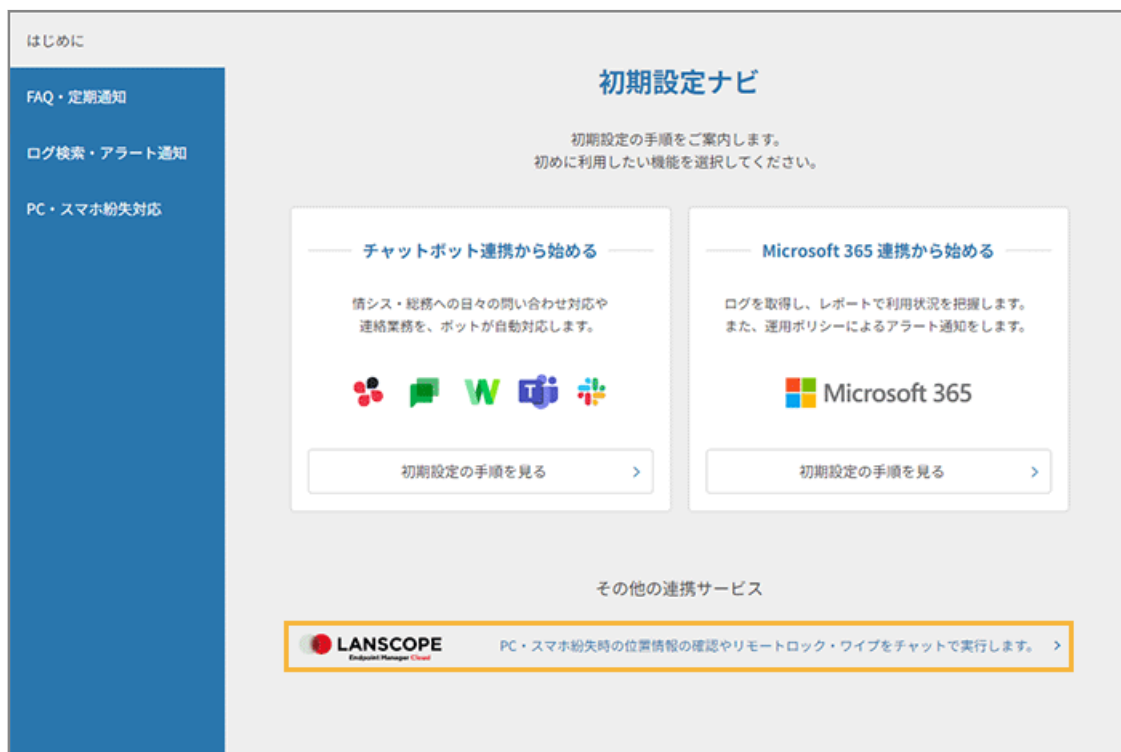 はじめに
FAQ・定期通知
ログ検索・アラート通知
PC・スマホ紛失対応
初期設定ナビ
初期設定の手順をご案内します。
初めに利用したい機能を選択してください。
チャットボット連携から始める
情シス・総務への日々の問い合わせ対応や
連絡業務を、ボットが自動対応します。
初期設定の手順を見る
Microsoft 365 連携から始める
ログを取得し、レポートで利用状況を把握します。
また、運用ポリシーによるアラート通知をします。
Microsoft 365
初期設定の手順を見る
その他の連携サービス
LANSCOPE
Endpoint Manager Cloud
PC・スマホ紛失時の位置情報の確認やリモートロック・ワイプをチャットで実行します。